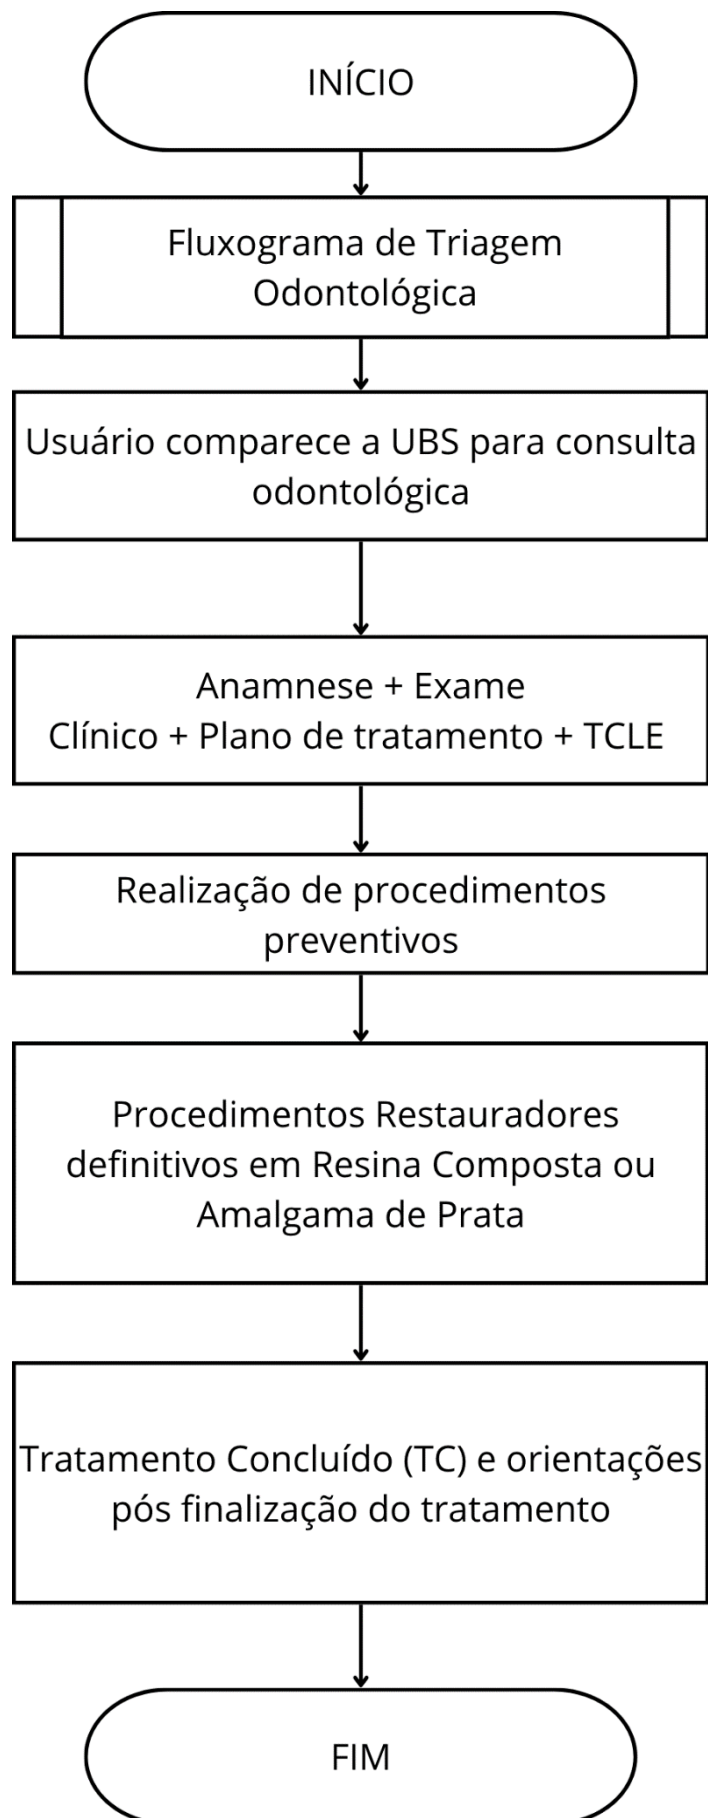 INÍCIO
Fluxograma de Triagem
Odontológica
Usuário comparece a UBS para consulta
odontológica
Anamnese + Exame
Clínico + Plano de tratamento + TCLE
Realização de procedimentos
preventivos
Procedimentos Restauradores
definitivos em Resina Composta ou
Amalgama de Prata
Tratamento Concluído (TC) e orientações
pós finalização do tratamento
FIM